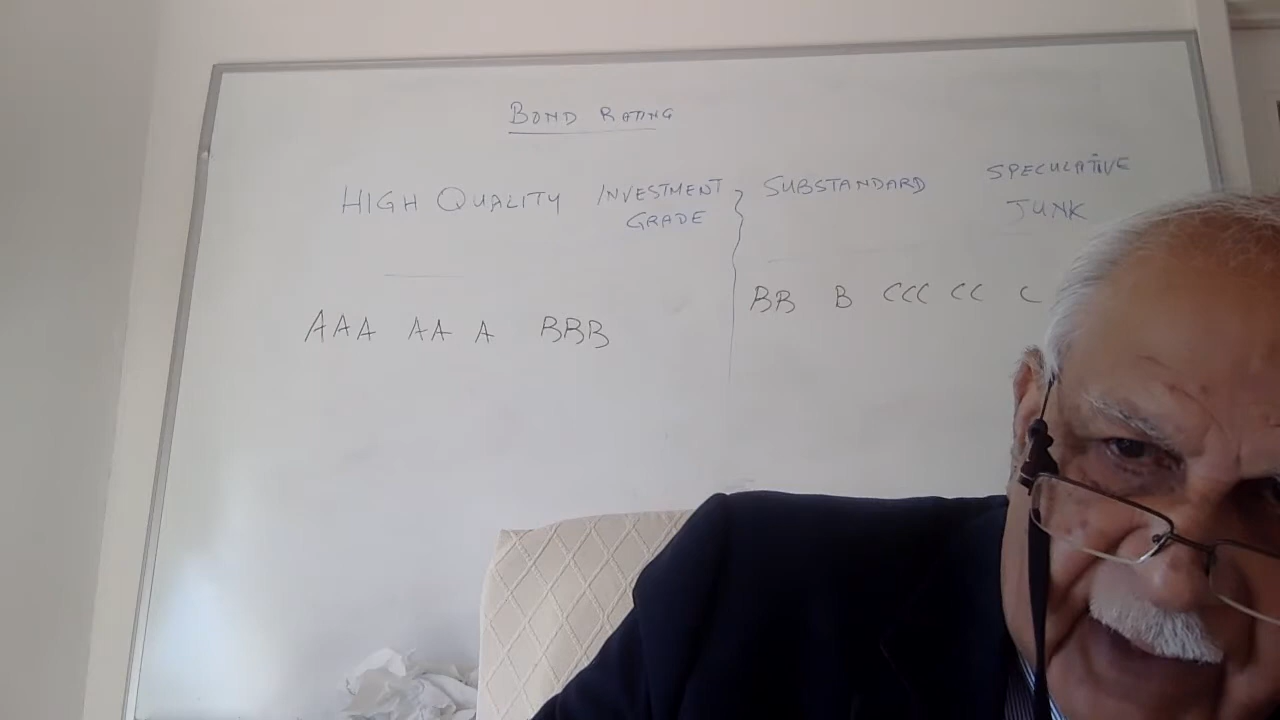 BOND RATING
HIGH QUALITY INVESTMENT GRADE SUBSTANDARD SPECULATIVE JUNK
AAA AA A BBB BB B CCC CC C